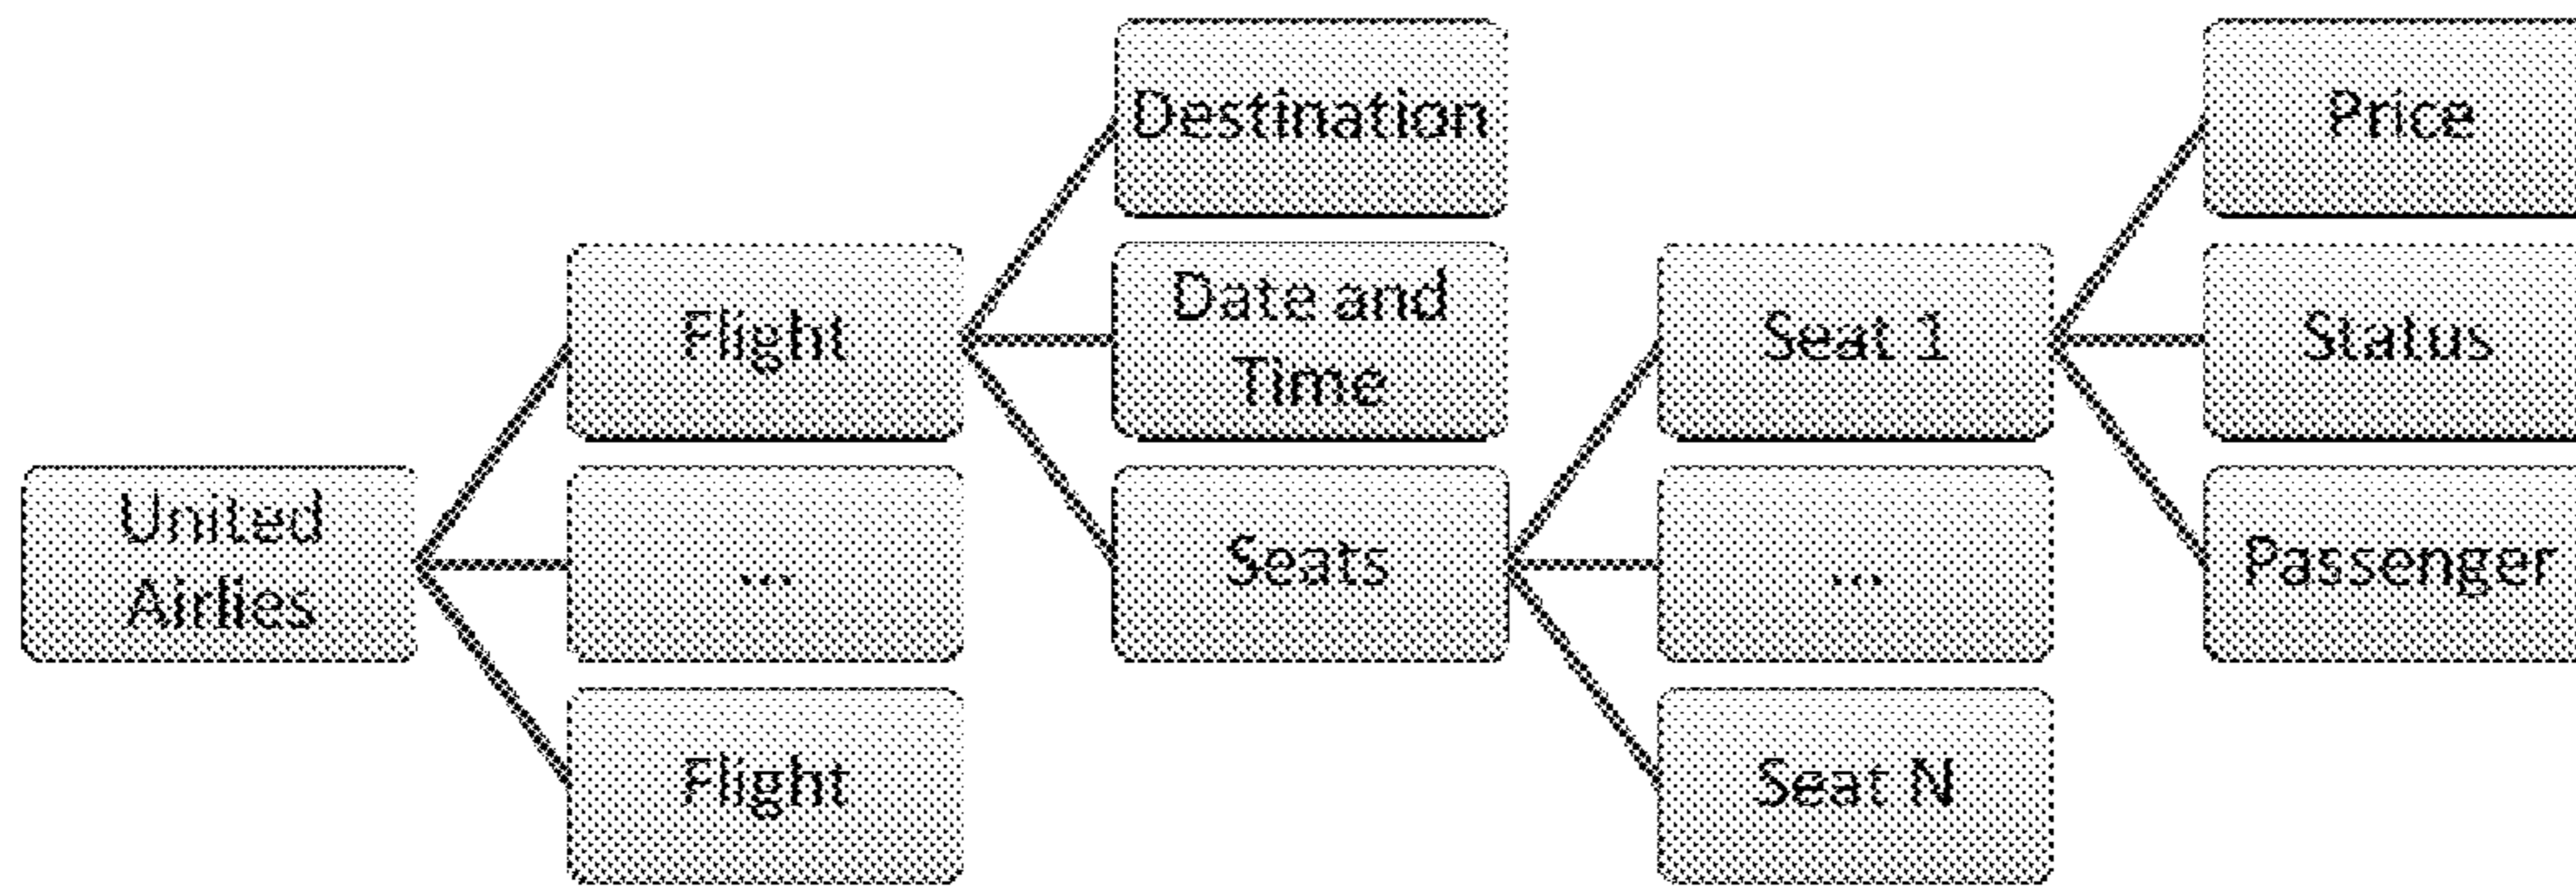 United
Airlies
Flight
...
Flight
Destination
Date and
Time
Seats
Seat 1
...
Seat N
Price
Status
Passenger